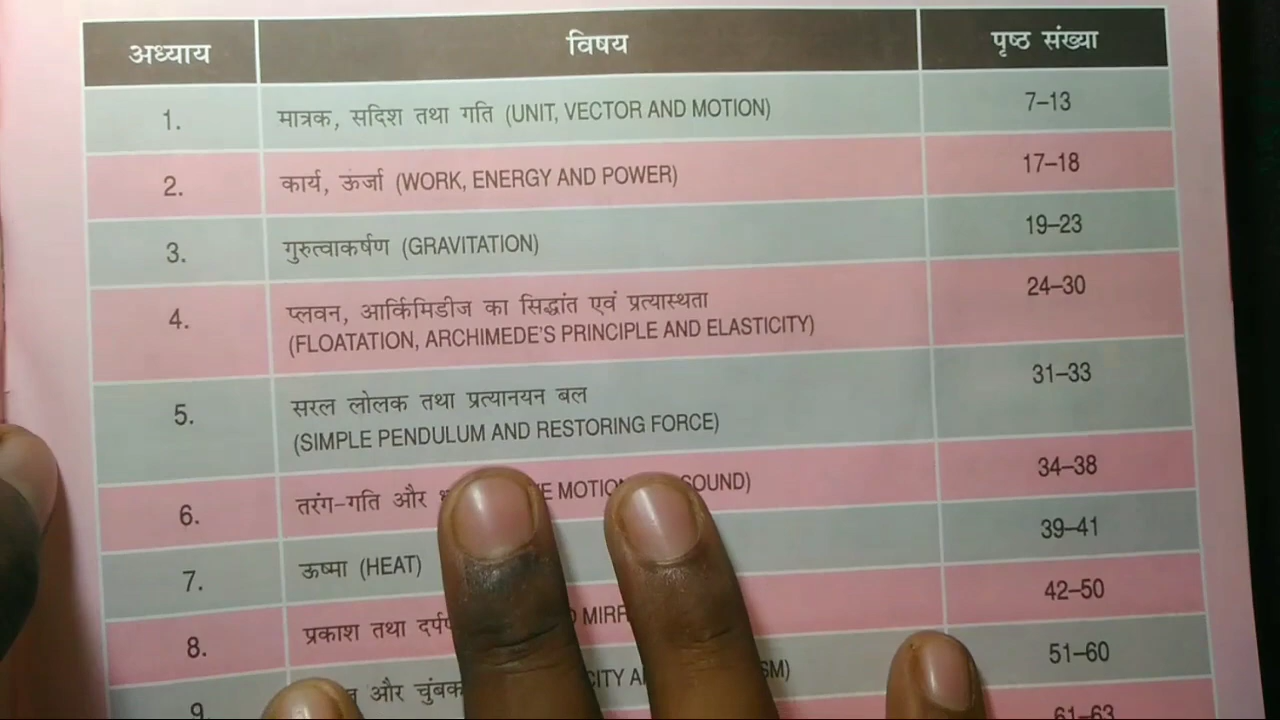 अध्याय विषय पृष्ठ संख्या
1. मात्रक, सदिश तथा गति (UNIT, VECTOR AND MOTION) 7–13
2. कार्य, ऊर्जा (WORK, ENERGY AND POWER) 17–18
3. गुरुत्वाकर्षण (GRAVITATION) 19–23
4. प्लवन, आर्किमिडीज का सिद्धांत एवं प्रत्यास्थता 24–30
(FLOATATION, ARCHIMEDE'S PRINCIPLE AND ELASTICITY)
5. सरल लोलक तथा प्रत्यानयन बल 31–33
(SIMPLE PENDULUM AND RESTORING FORCE)
6. तरंग-गति और SOUND) 34–38
7. ऊष्मा (HEAT) 39–41
8. प्रकाश तथा 42–50
9. और 51–60
61–63